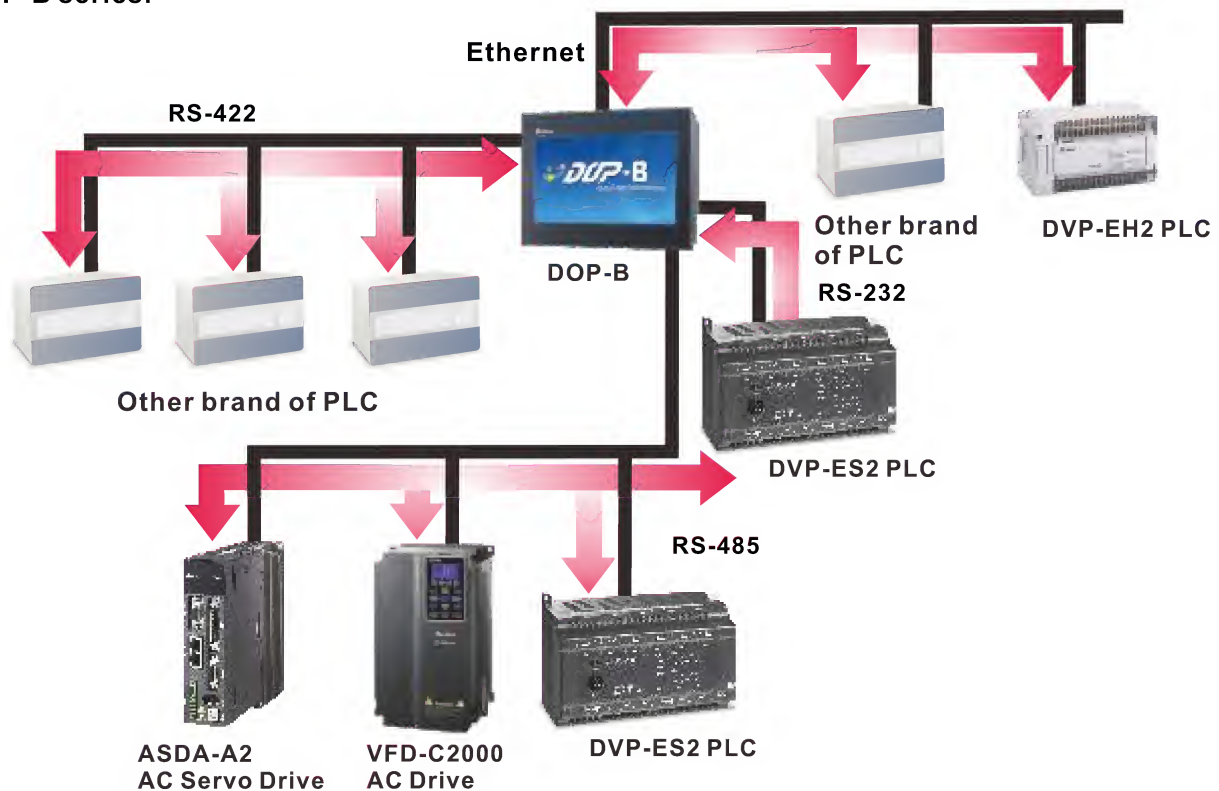 Ethernet
RS-422
DOP-B
DOP-B
Other brand
of PLC
DVP-EH2 PLC
RS-232
Other brand of PLC
DVP-ES2 PLC
RS-485
ASDA-A2
AC Servo Drive
VFD-C2000
AC Drive
DVP-ES2 PLC